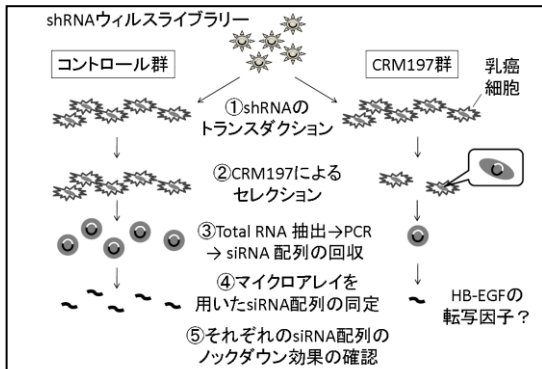 shRNAウィルスライブラリー
コントロール群
CRM197群
乳癌
細胞
①shRNAの
トランスダクション
②CRM197による
セレクション
③Total RNA 抽出→PCR
→ siRNA 配列の回収
④マイクロアレイを
用いたsiRNA配列の同定
HB-EGFの
転写因子？
⑤それぞれのsiRNA配列の
ノックダウン効果の確認